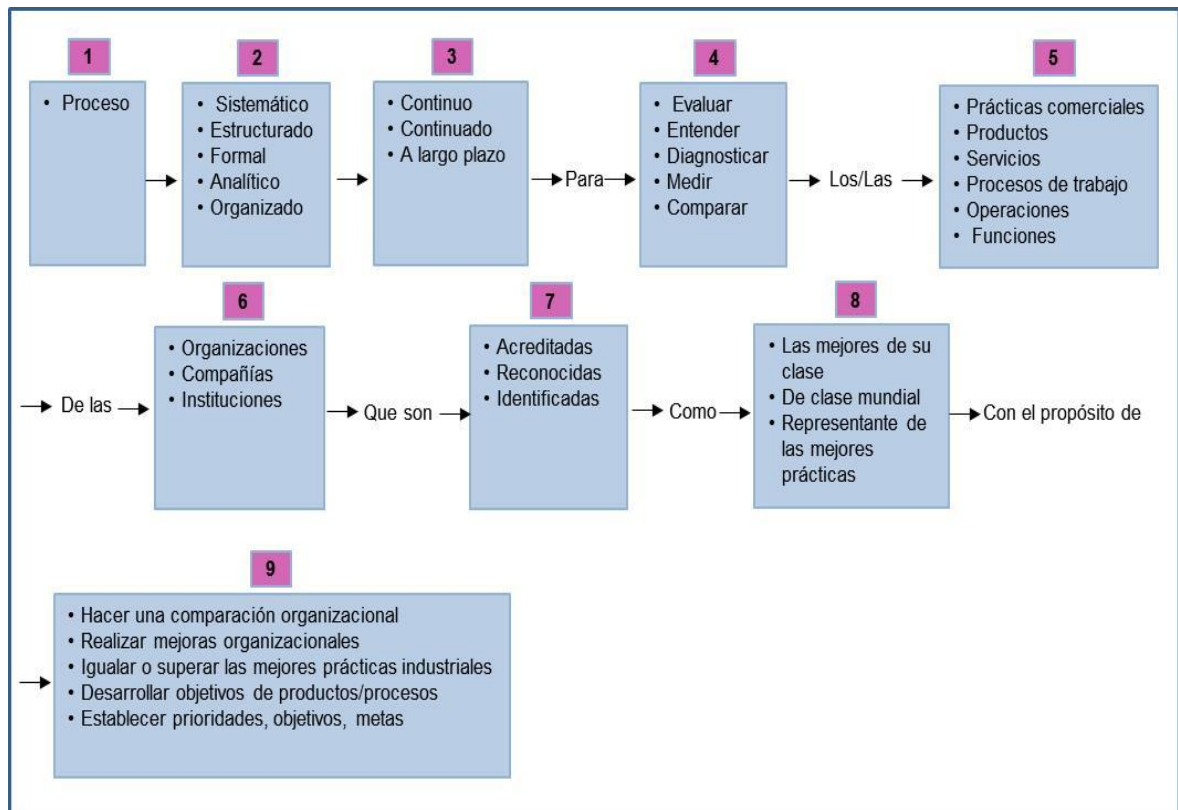 1
• Proceso
2
• Sistemático
• Estructurado
• Formal
• Analítico
• Organizado
3
• Continuo
• Continuado
• A largo plazo
Para
4
• Evaluar
• Entender
• Diagnosticar
• Medir
• Comparar
Los/Las
5
• Prácticas comerciales
• Productos
• Servicios
• Procesos de trabajo
• Operaciones
• Funciones
De las
6
• Organizaciones
• Compañías
• Instituciones
Que son
7
• Acreditadas
• Reconocidas
• Identificadas
Como
8
• Las mejores de su
clase
• De clase mundial
• Representante de
las mejores
prácticas
Con el propósito de
9
• Hacer una comparación organizacional
• Realizar mejoras organizacionales
• Igualar o superar las mejores prácticas industriales
• Desarrollar objetivos de productos/procesos
• Establecer prioridades, objetivos, metas